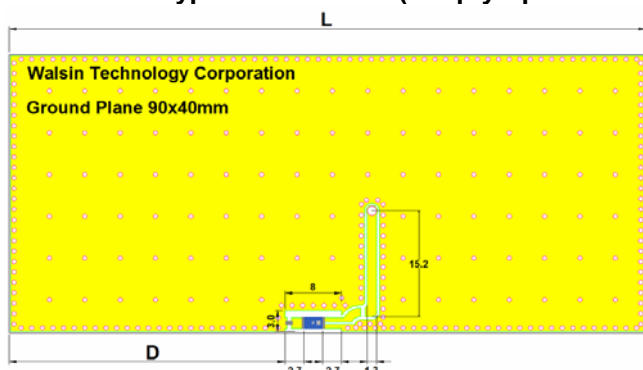 L
Walsin Technology Corporation
Ground Plane 90x40mm
15.2
8
3.0
D